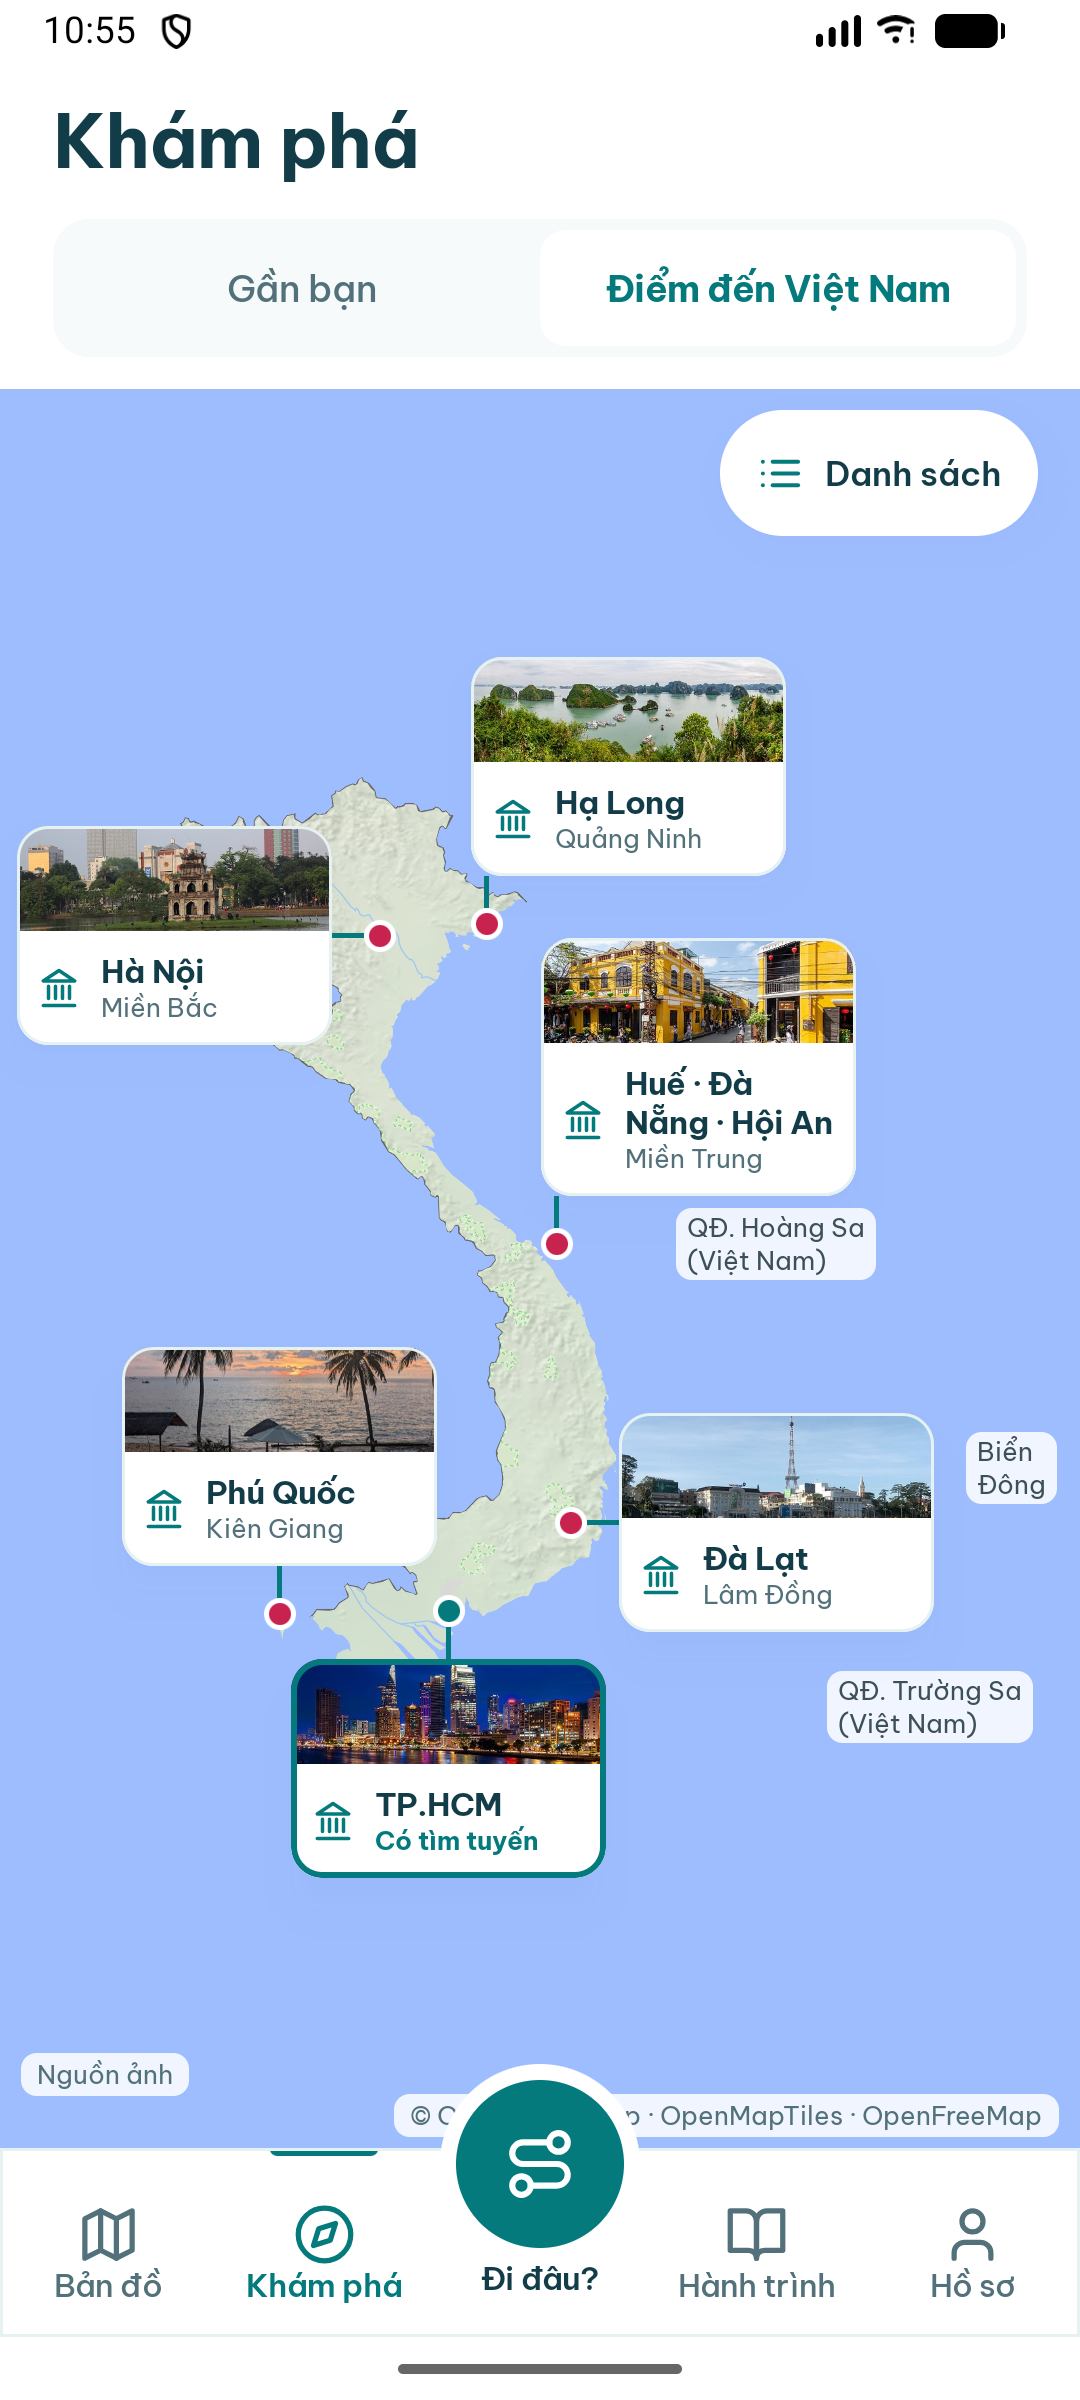 10:55
Khám phá
Gần bạn
Điểm đến Việt Nam
Danh sách
Hạ Long
Quảng Ninh
Hà Nội
Miền Bắc
Huế · Đà
Nẵng · Hội An
Miền Trung
QĐ. Hoàng Sa
(Việt Nam)
Phú Quốc
Kiên Giang
Biển
Đông
Đà Lạt
Lâm Đồng
QĐ. Trường Sa
(Việt Nam)
TP.HCM
Có tìm tuyến
Nguồn ảnh
© · OpenMapTiles · OpenFreeMap
Bản đồ
Khám phá
Đi đâu?
Hành trình
Hồ sơ